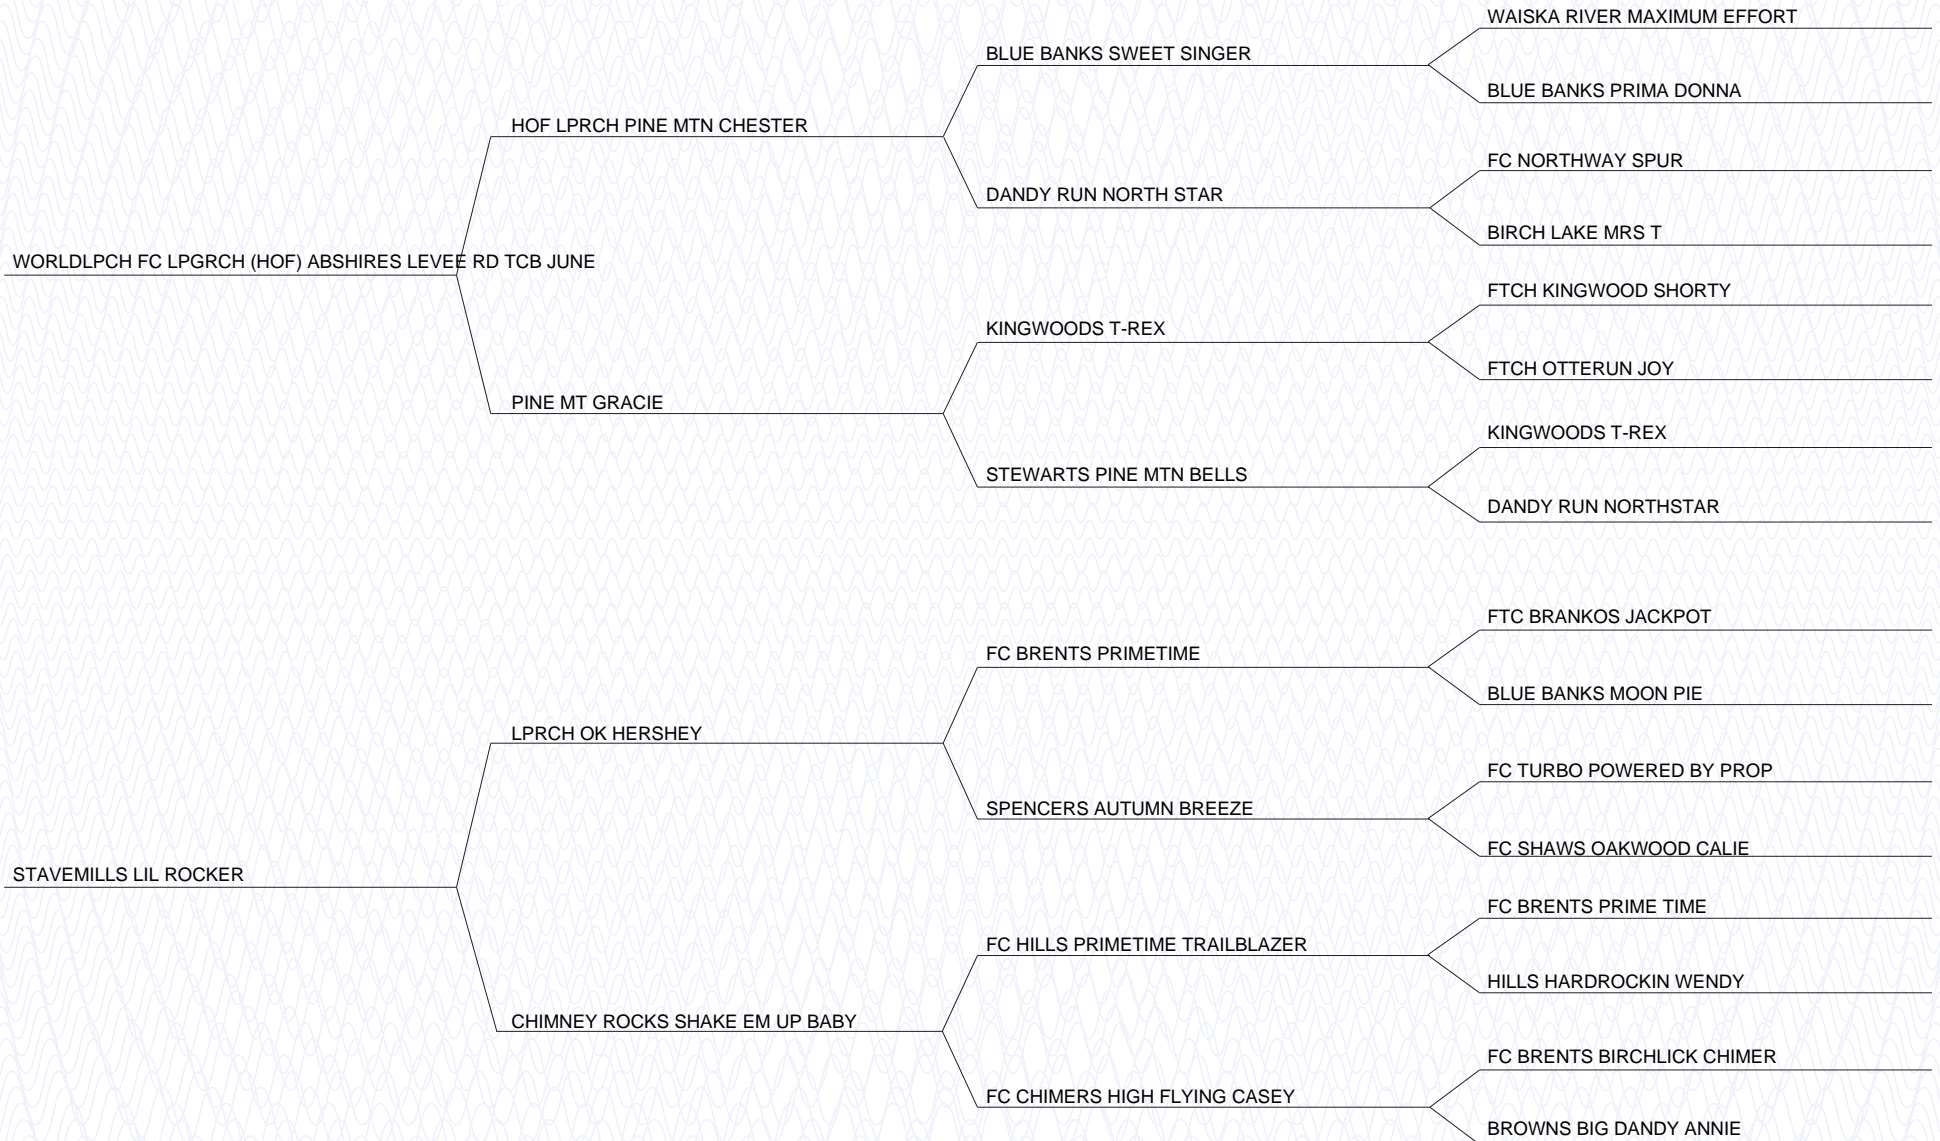 WAISKA RIVER MAXIMUM EFFORT
BLUE BANKS SWEET SINGER
BLUE BANKS PRIMA DONNA
HOF LPRCH PINE MTN CHESTER
FC NORTHWAY SPUR
DANDY RUN NORTH STAR
BIRCH LAKE MRS T
WORLDLPCH FC LPGRCH (HOF) ABSHIRES LEVEE RD TCB JUNE
FTCH KINGWOOD SHORTY
KINGWOODS T-REX
FTCH OTTERUN JOY
PINE MT GRACIE
KINGWOODS T-REX
STEWARTS PINE MTN BELLS
DANDY RUN NORTHSTAR
FTC BRANKOS JACKPOT
FC BRENTS PRIMETIME
BLUE BANKS MOON PIE
LPRCH OK HERSHEY
FC TURBO POWERED BY PROP
SPENCERS AUTUMN BREEZE
FC SHAWS OAKWOOD CALIE
STAVEMILLS LIL ROCKER
FC BRENTS PRIME TIME
FC HILLS PRIMETIME TRAILBLAZER
HILLS HARDROCKIN WENDY
CHIMNEY ROCKS SHAKE EM UP BABY
FC BRENTS BIRCHLICK CHIMER
FC CHIMERS HIGH FLYING CASEY
BROWNS BIG DANDY ANNIE